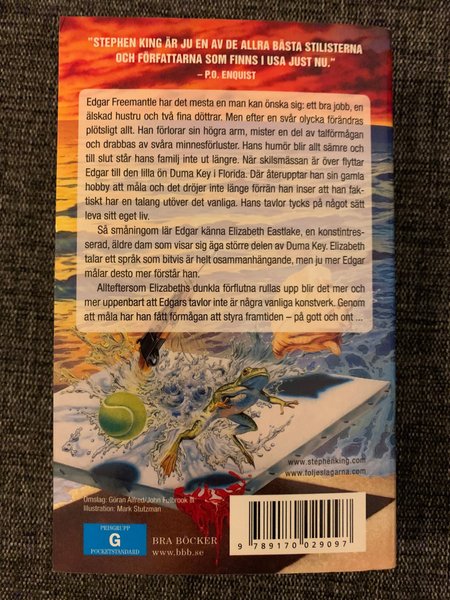 "STEPHEN KING ÄR JU EN AV DE ALLRA BÄSTA STILISTERNA
OCH FÖRFATTARNA SOM FINNS I USA JUST NU."
– P.O. ENQUIST
Edgar Freemantle har det mesta en man kan önska sig: ett bra jobb, en
älskad hustru och två fina döttrar. Men efter en svår olycka förändras
plötsligt allt. Han förlorar sin högra arm, mister en del av talförmågan
och drabbas av svåra minnesförluster. Hans humör blir allt sämre och
till slut står hans familj inte ut längre. När skilsmässan är över flyttar
Edgar till den lilla ön Duma Key i Florida. Där återupptar han sin gamla
hobby att måla och det dröjer inte länge förrän han inser att han fak-
tiskt har en talang utöver det vanliga. Hans tavlor tycks på något sätt
leva sitt eget liv.
Så småningom lär Edgar känna Elizabeth Eastlake, en konstintres-
serad, äldre dam som visar sig äga större delen av Duma Key. Elizabeth
talar ett språk som bitvis är helt osammanhängande, men ju mer Edgar
målar desto mer förstår han.
Allteftersom Elizabeths dunkla förflutna rullas upp blir det mer och
mer uppenbart att Edgars tavlor inte är några vanliga konstverk. Genom
att måla har han fått förmågan att styra framtiden – på gott och ont ...
www.stephenking.com
www.foljeslagarna.com
Omslag: Göran Alfred/John Fulbrook III
Illustration: Mark Stutzman
PRISGRUPP
G
POCKETSTANDARD
BRA BÖCKER
www.bbb.se
9 789170 029097